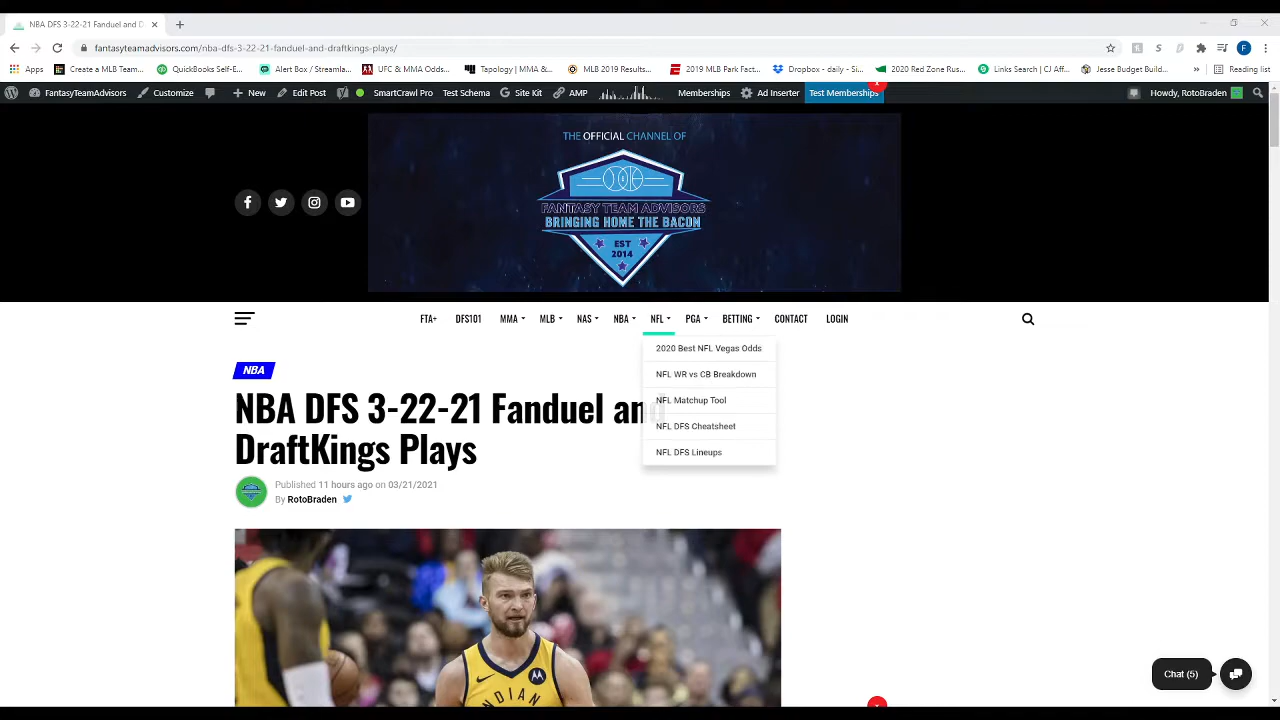 NBA DFS 3-22-21 Fanduel and D
fantasyteamadvisors.com/nba-dfs-3-22-21-fanduel-and-draftkings-plays/
F
Apps Create a MLB Team... QuickBooks Self-E... Alert Box / Streamla... UFC & MMA Odds... Tapology | MMA &... MLB 2019 Results... 2019 MLB Park Fact... Dropbox - daily - Si... 2020 Red Zone Rus... Links Search | CJ Aff... Jesse Budget Build... » Reading list
FantasyTeamAdvisors Customize New Edit Post SmartCrawl Pro Test Schema Site Kit AMP Memberships Ad Inserter Test Memberships Howdy, RotoBraden
THE OFFICIAL CHANNEL OF
FANTASY TEAM ADVISORS
BRINGING HOME THE BACON
EST
2014
FTA+ DFS101 MMA MLB NAS NBA NFL PGA BETTING CONTACT LOGIN
2020 Best NFL Vegas Odds
NFL WR vs CB Breakdown
NFL Matchup Tool
NFL DFS Cheatsheet
NFL DFS Lineups
NBA
NBA DFS 3-22-21 Fanduel and
DraftKings Plays
Published 11 hours ago on 03/21/2021
By RotoBraden
INDIAN
Chat (5)